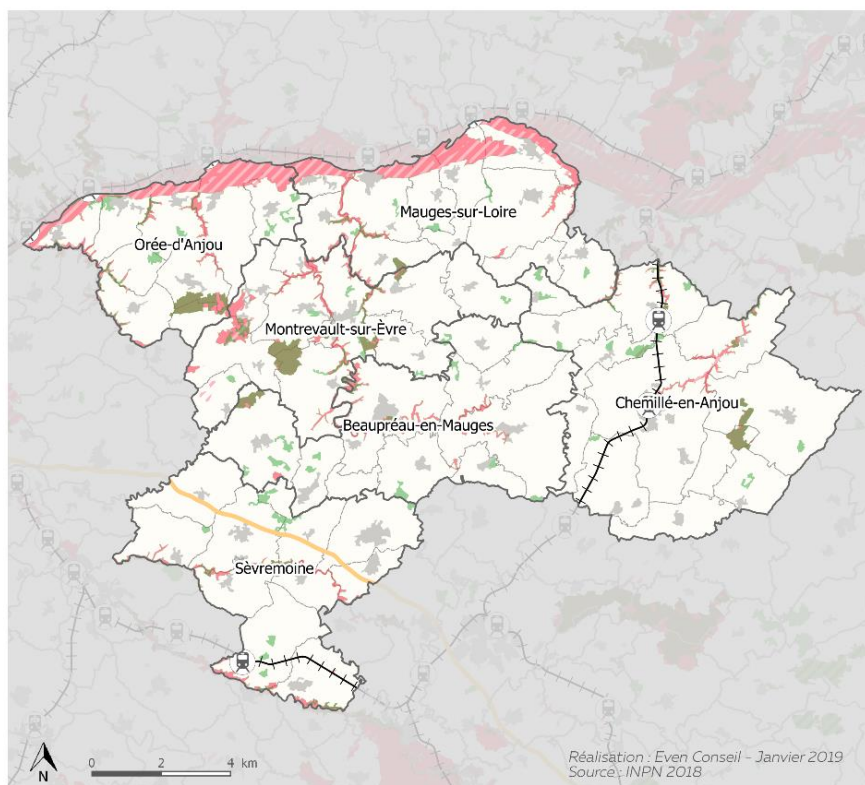 Mauges-sur-Loire
Orée-d'Anjou
Montrevault-sur-Èvre
Chemillé-en-Anjou
Beaupréau-en-Mauges
Sèvremoine
N
0 2 4 km
Réalisation : Even Conseil - Janvier 2019
Source : INPN 2018